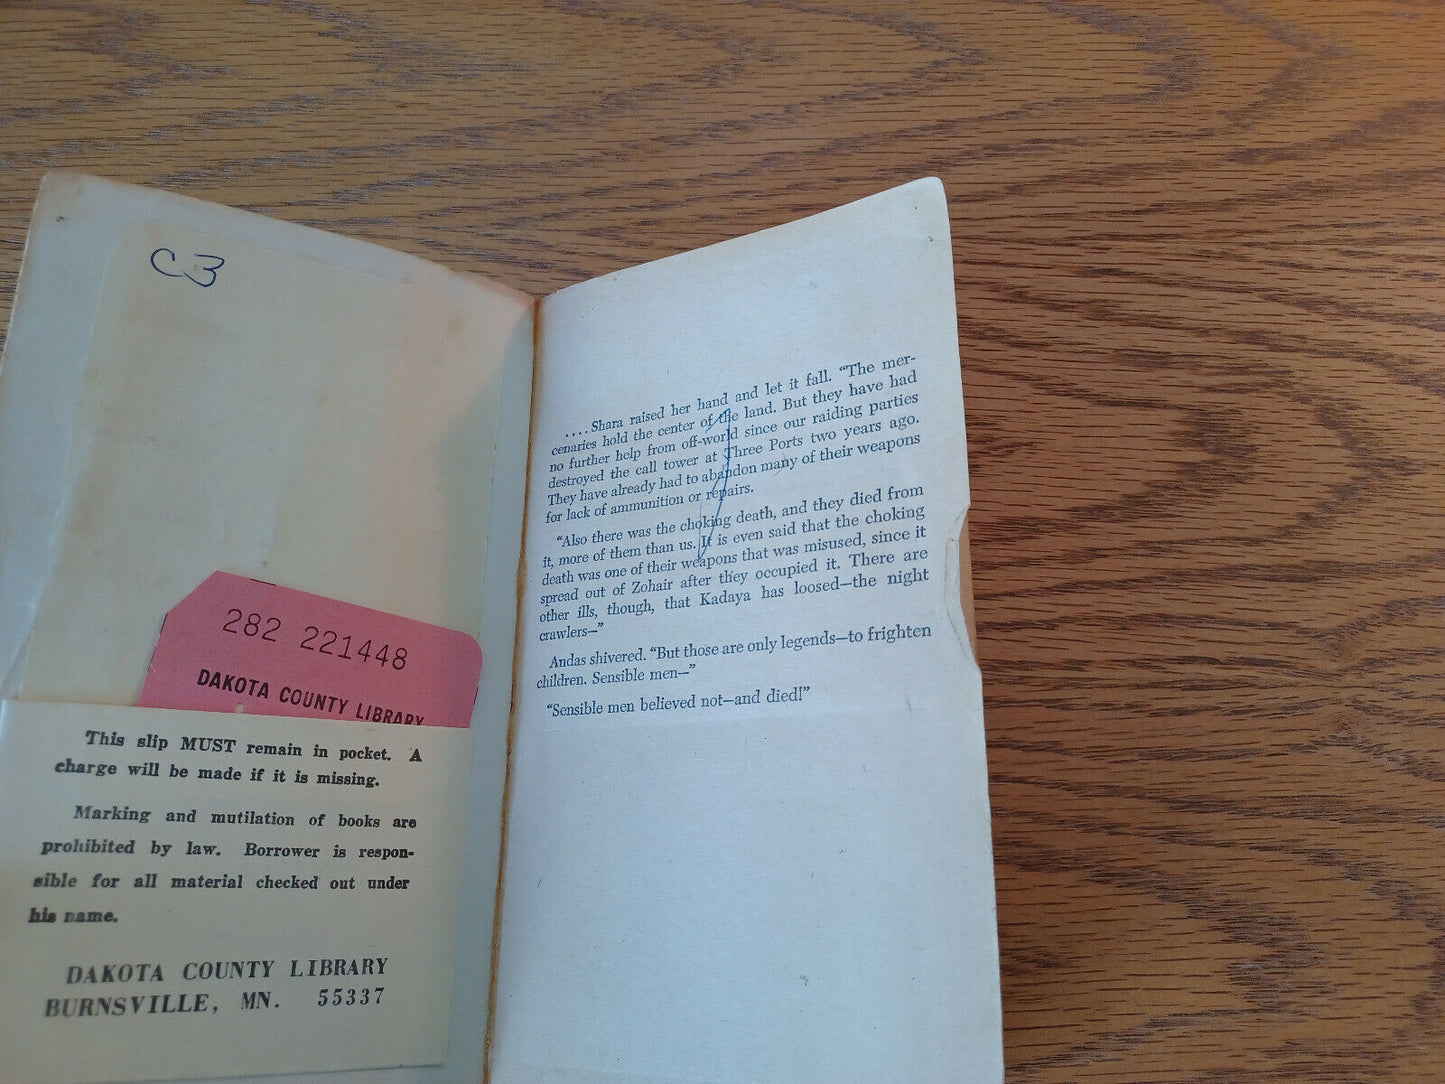 C3
282 221448
DAKOTA COUNTY LIBRARY
This slip MUST remain in pocket. A
charge will be made if it is missing.
Marking and mutilation of books are
prohibited by law. Borrower is respon-
sible for all material checked out under
his name.
DAKOTA COUNTY LIBRARY
BURNSVILLE, MN. 55337
....Shara raised her hand and let it fall. “The mer-
cenaries hold the center of the land. But they have had
no further help from off-world since our raiding parties
destroyed the call tower at Three Ports two years ago.
They have already had to abandon many of their weapons
for lack of ammunition or repairs.
“Also there was the choking death, and they died from
it, more of them than us. It is even said that the choking
death was one of their weapons that was misused, since it
spread out of Zohair after they occupied it. There are
other ills, though, that Kadaya has loosed—the night
crawlers—”
Andas shivered. “But those are only legends—to frighten
children. Sensible men—”
“Sensible men believed not—and died!”